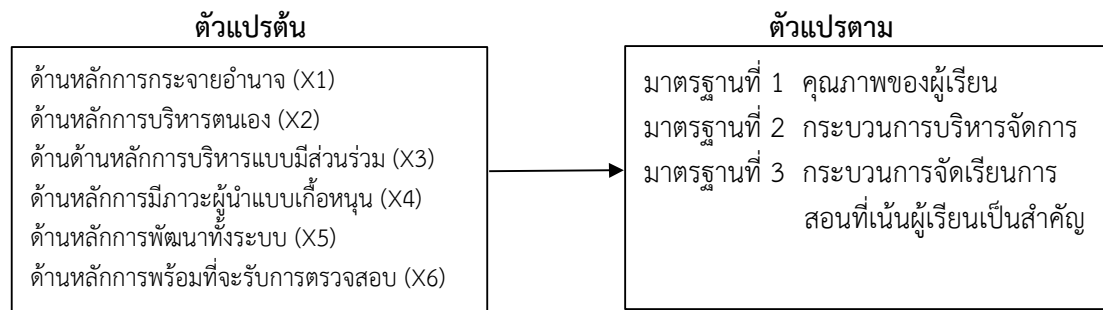 ตัวแปรต้น
ด้านหลักการกระจายอำนาจ (X1)
ด้านหลักการบริหารตนเอง (X2)
ด้านด้านหลักการบริหารแบบมีส่วนร่วม (X3)
ด้านหลักการมีภาวะผู้นำแบบเกื้อหนุน (X4)
ด้านหลักการพัฒนาทั้งระบบ (X5)
ด้านหลักการพร้อมที่จะรับการตรวจสอบ (X6)
ตัวแปรตาม
มาตรฐานที่ 1 คุณภาพของผู้เรียน
มาตรฐานที่ 2 กระบวนการบริหารจัดการ
มาตรฐานที่ 3 กระบวนการจัดเรียนการ
สอนที่เน้นผู้เรียนเป็นสำคัญ